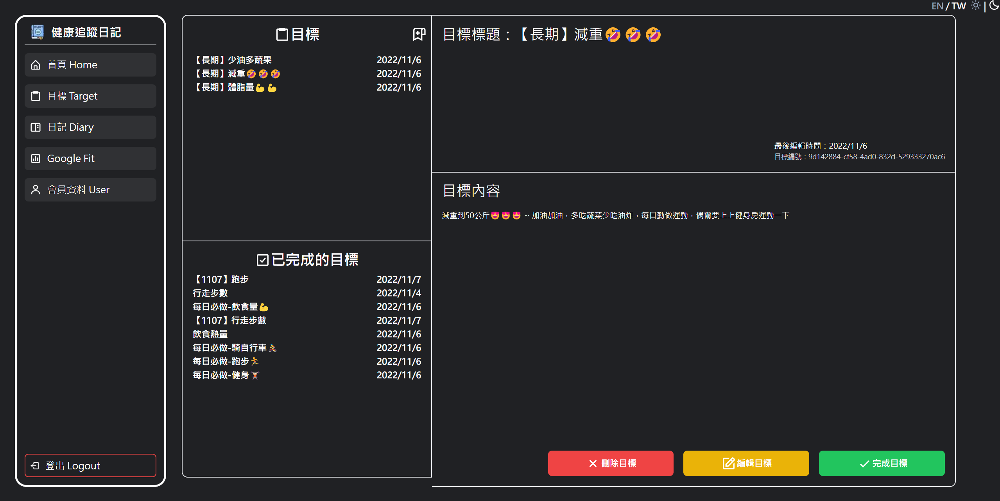 EN / TW
DIARY
健康追蹤日記
首頁 Home
目標 Target
日記 Diary
Google Fit
會員資料 User
登出 Logout
目標
【長期】少油多蔬果 2022/11/6
【長期】減重🤣🤣🤣 2022/11/6
【長期】體脂量💪💪 2022/11/6
已完成的目標
【1107】跑步 2022/11/7
行走步數 2022/11/4
每日必做-飲食量💪 2022/11/6
【1107】行走步數 2022/11/7
飲食熱量 2022/11/6
每日必做-騎自行車🚴 2022/11/6
每日必做-跑步🏃 2022/11/6
每日必做-健身🏋 2022/11/6
目標標題：【長期】減重🤣🤣🤣
最後編輯時間：2022/11/6
目標編號：9d142884-cf58-4ad0-832d-529333270ac6
目標內容
減重到50公斤🤩🤩🤩 ~ 加油加油，多吃蔬菜少吃油炸，每日勤做運動，偶爾要上上健身房運動一下
刪除目標
編輯目標
完成目標